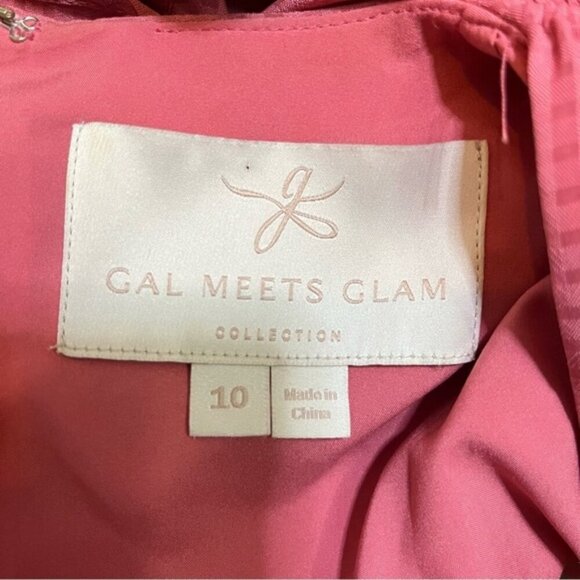 g
GAL MEETS GLAM
COLLECTION
10
Made in
China